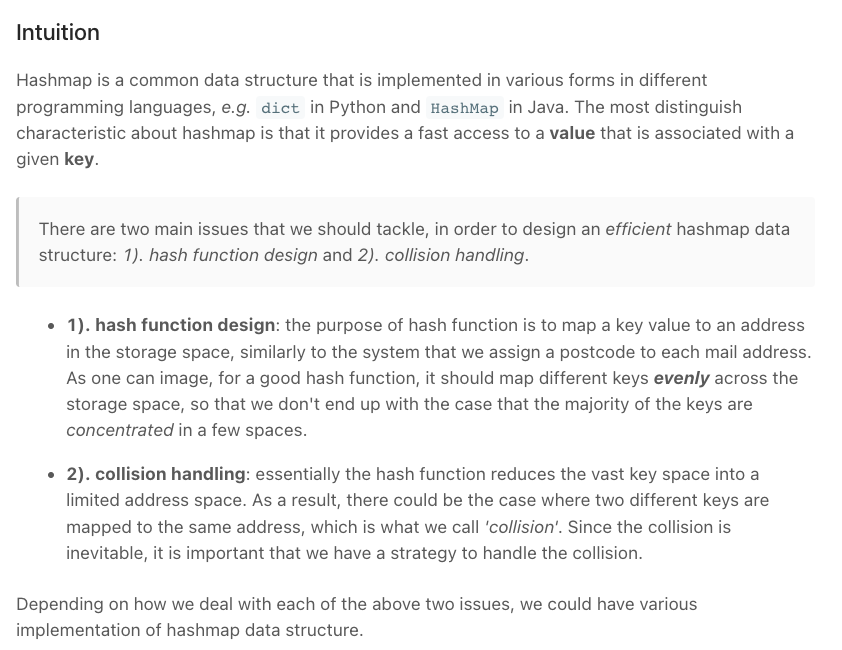 Intuition
Hashmap is a common data structure that is implemented in various forms in different
programming languages, e.g. dict in Python and HashMap in Java. The most distinguish
characteristic about hashmap is that it provides a fast access to a value that is associated with a
given key.
There are two main issues that we should tackle, in order to design an efficient hashmap data
structure: 1). hash function design and 2). collision handling.
• 1). hash function design: the purpose of hash function is to map a key value to an address
in the storage space, similarly to the system that we assign a postcode to each mail address.
As one can image, for a good hash function, it should map different keys evenly across the
storage space, so that we don't end up with the case that the majority of the keys are
concentrated in a few spaces.
• 2). collision handling: essentially the hash function reduces the vast key space into a
limited address space. As a result, there could be the case where two different keys are
mapped to the same address, which is what we call 'collision'. Since the collision is
inevitable, it is important that we have a strategy to handle the collision.
Depending on how we deal with each of the above two issues, we could have various
implementation of hashmap data structure.